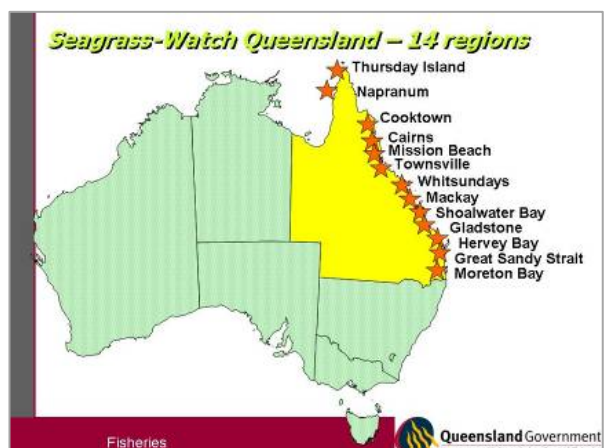 Seagrass-Watch Queensland – 14 regions
Thursday Island
Napranum
Cooktown
Cairns
Mission Beach
Townsville
Whitsundays
Mackay
Shoalwater Bay
Gladstone
Hervey Bay
Great Sandy Strait
Moreton Bay
Fisheries
Queensland Government